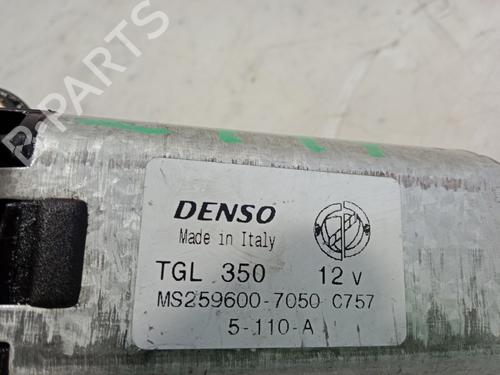 B-PARTS
DENSO
Made in Italy
TGL 350 12 v
MS259600-7050 C757
5-110-A